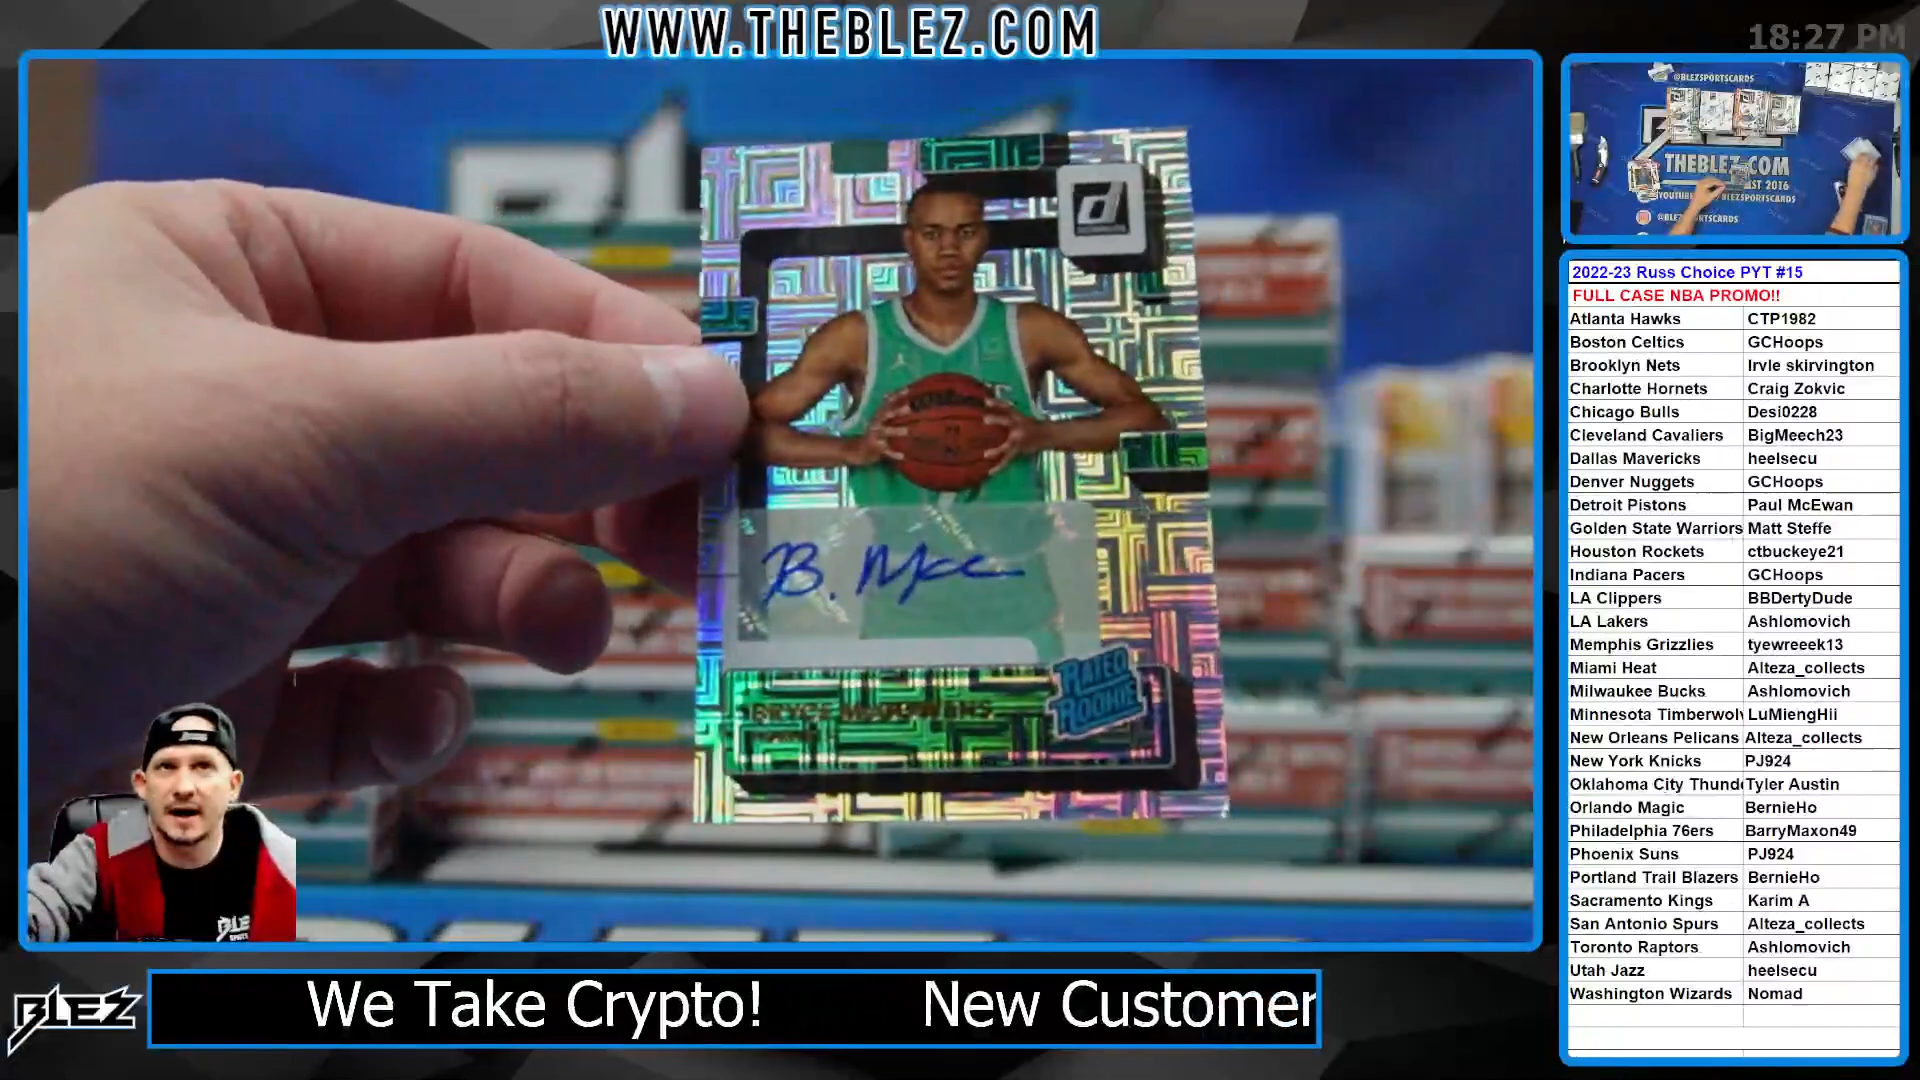 WWW.THEBLEZ.COM
18:27 PM
@BLEZSPORTSCARDS
THEBLEZ.COM
2022-23 Russ Choice PYT #15
FULL CASE NBA PROMO!!
Atlanta Hawks CTP1982
Boston Celtics GCHoops
Brooklyn Nets Irvle skirvington
Charlotte Hornets Craig Zokvic
Chicago Bulls Desi0228
Cleveland Cavaliers BigMeech23
Dallas Mavericks heelsecu
Denver Nuggets GCHoops
Detroit Pistons Paul McEwan
Golden State Warriors Matt Steffe
Houston Rockets ctbuckeye21
Indiana Pacers GCHoops
LA Clippers BBDertyDude
LA Lakers Ashlomovich
Memphis Grizzlies tyewreeek13
Miami Heat Alteza_collects
Milwaukee Bucks Ashlomovich
Minnesota Timberwolv LuMiengHii
New Orleans Pelicans Alteza_collects
New York Knicks PJ924
Oklahoma City Thunde Tyler Austin
Orlando Magic BernieHo
Philadelphia 76ers BarryMaxon49
Phoenix Suns PJ924
Portland Trail Blazers BernieHo
Sacramento Kings Karim A
San Antonio Spurs Alteza_collects
Toronto Raptors Ashlomovich
Utah Jazz heelsecu
Washington Wizards Nomad
d
Wilson
B. Mcc
RATED
ROOKIE
BLEZ
We Take Crypto! New Customer